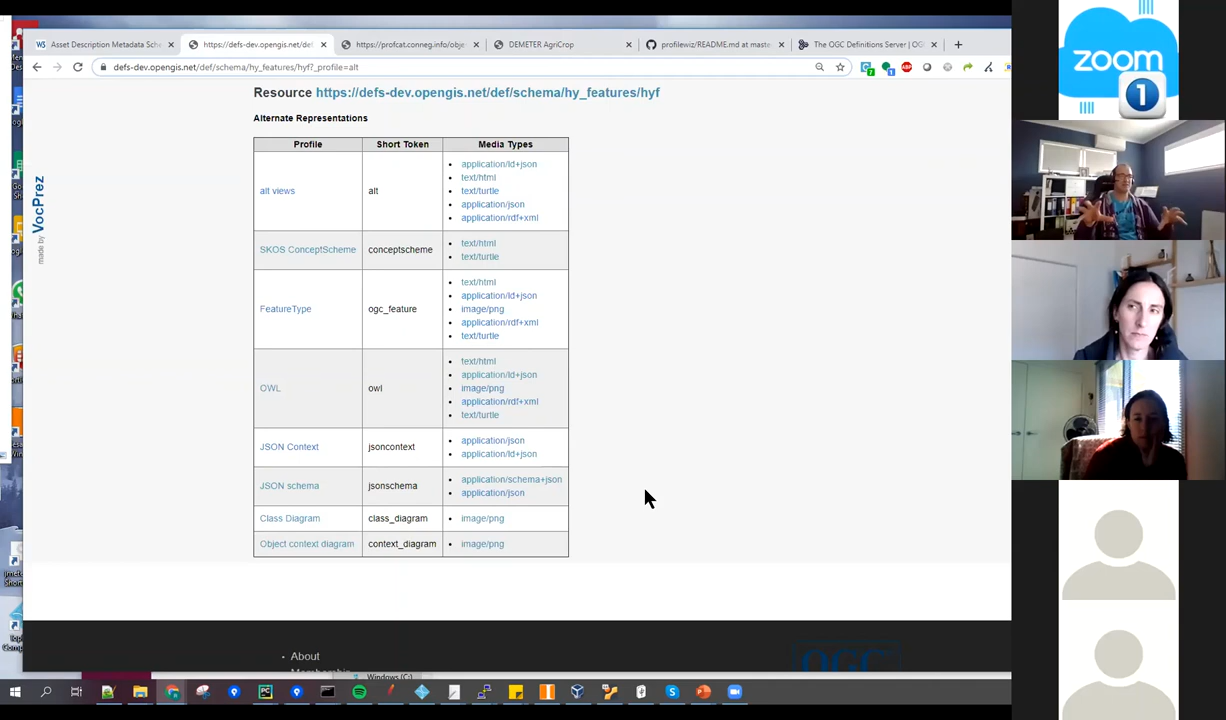 Asset Description Metadata Sche
https://defs-dev.opengis.net/def
https://profcat.conneg.info/obje
DEMETER AgriCrop
profilewiz/README.md at maste
The OGC Definitions Server | OG
defs-dev.opengis.net/def/schema/hy_features/hyf?_profile=alt
Resource https://defs-dev.opengis.net/def/schema/hy_features/hyf
Alternate Representations
Profile Short Token Media Types
alt views alt
application/ld+json
text/html
text/turtle
application/json
application/rdf+xml
SKOS ConceptScheme conceptscheme
text/html
text/turtle
FeatureType ogc_feature
text/html
application/ld+json
image/png
application/rdf+xml
text/turtle
OWL owl
text/html
application/ld+json
image/png
application/rdf+xml
text/turtle
JSON Context jsoncontext
application/json
application/ld+json
JSON schema jsonschema
application/schema+json
application/json
Class Diagram class_diagram image/png
Object context diagram context_diagram image/png
made by VocPrez
About
Windows (C:)
zoom
1